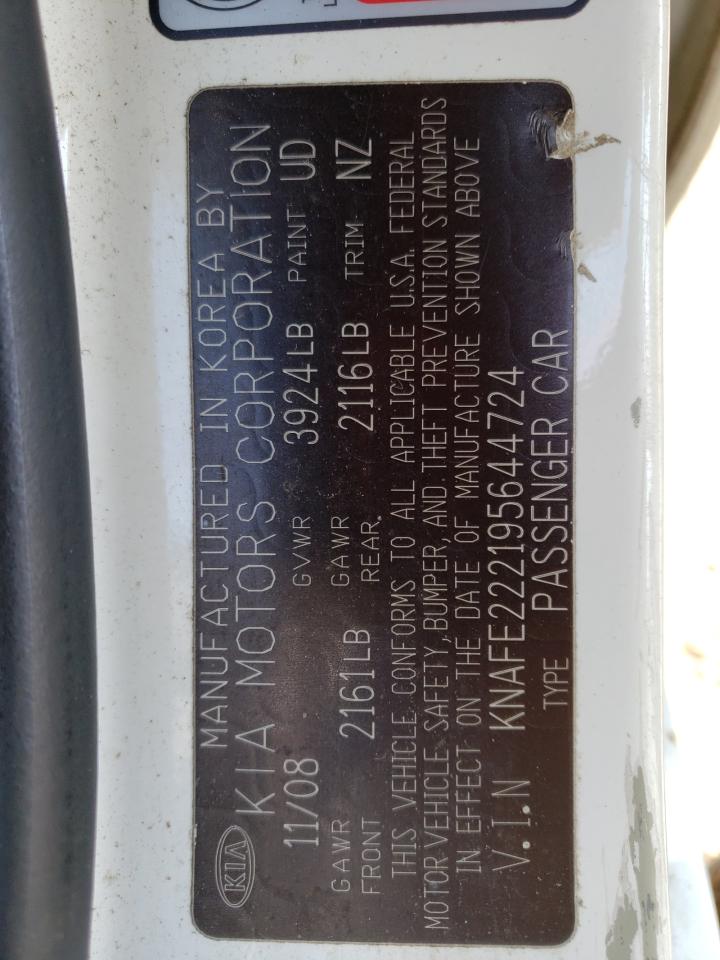 MANUFACTURED IN KOREA BY
KIA KIA MOTORS CORPORATION
11/08 GVWR 3924LB PAINT UD
GAWR FRONT 2161LB GAWR REAR 2116LB TRIM NZ
THIS VEHICLE CONFORMS TO ALL APPLICABLE U.S.A. FEDERAL
MOTOR VEHICLE SAFETY, BUMPER, AND THEFT PREVENTION STANDARDS
IN EFFECT ON THE DATE OF MANUFACTURE SHOWN ABOVE
V.I.N KNAFE222195644724
TYPE PASSENGER CAR